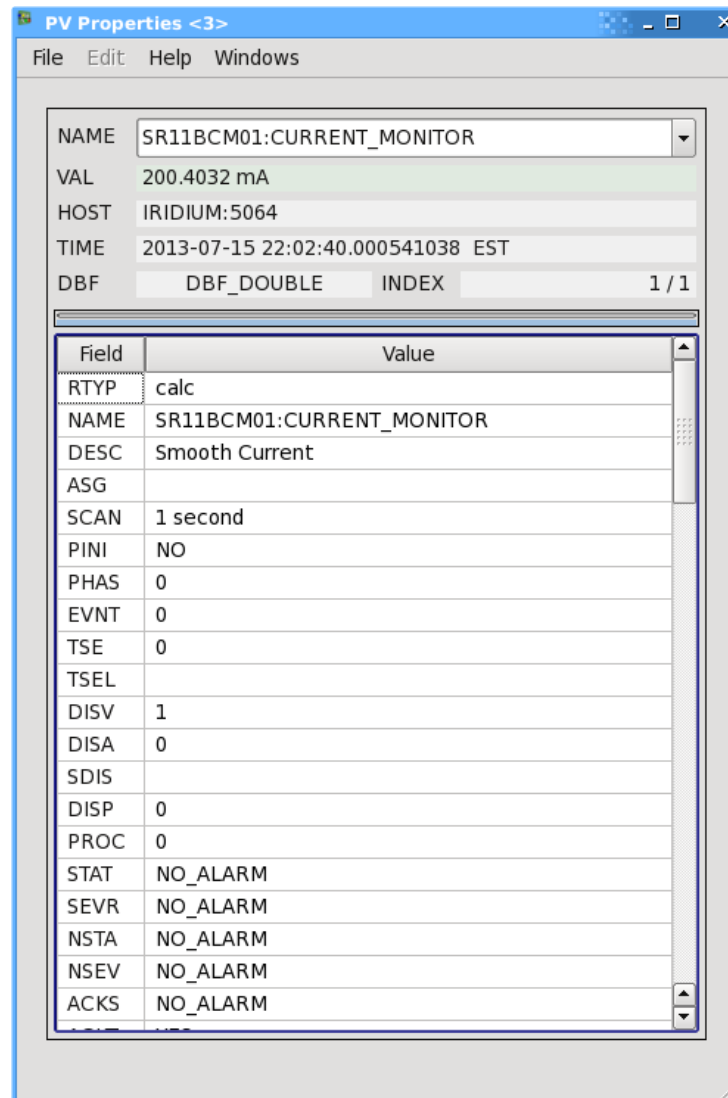 PV Properties <3>
File Edit Help Windows
NAME SR11BCM01:CURRENT_MONITOR
VAL 200.4032 mA
HOST IRIDIUM:5064
TIME 2013-07-15 22:02:40.000541038 EST
DBF DBF_DOUBLE INDEX 1 / 1
Field Value
RTYP calc
NAME SR11BCM01:CURRENT_MONITOR
DESC Smooth Current
ASG
SCAN 1 second
PINI NO
PHAS 0
EVNT 0
TSE 0
TSEL
DISV 1
DISA 0
SDIS
DISP 0
PROC 0
STAT NO_ALARM
SEVR NO_ALARM
NSTA NO_ALARM
NSEV NO_ALARM
ACKS NO_ALARM